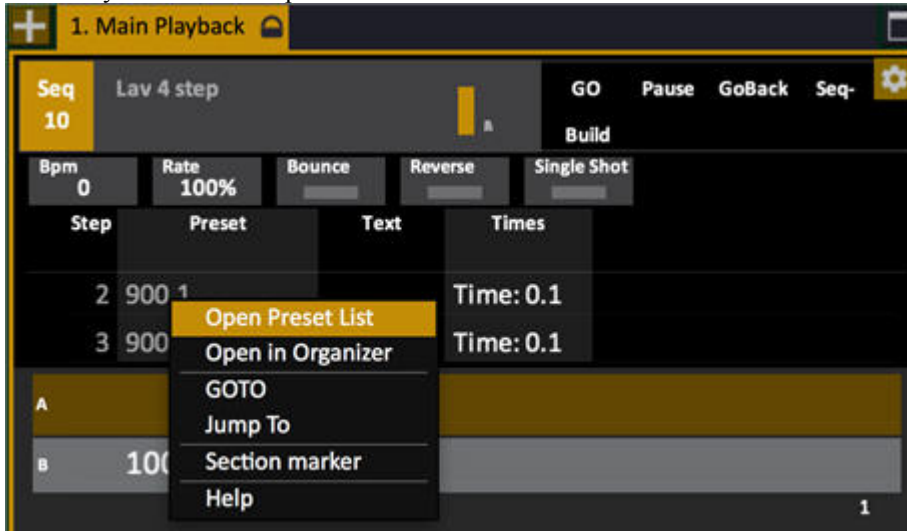 1. Main Playback
Seq
10
Lav 4 step
A
GO Pause GoBack Seq-
Build
Bpm
0
Rate
100%
Bounce
Reverse
Single Shot
Step Preset Text Times
2 900.1 Time: 0.1
3 900 Time: 0.1
Open Preset List
Open in Organizer
GOTO
Jump To
Section marker
Help
A
B 100
1